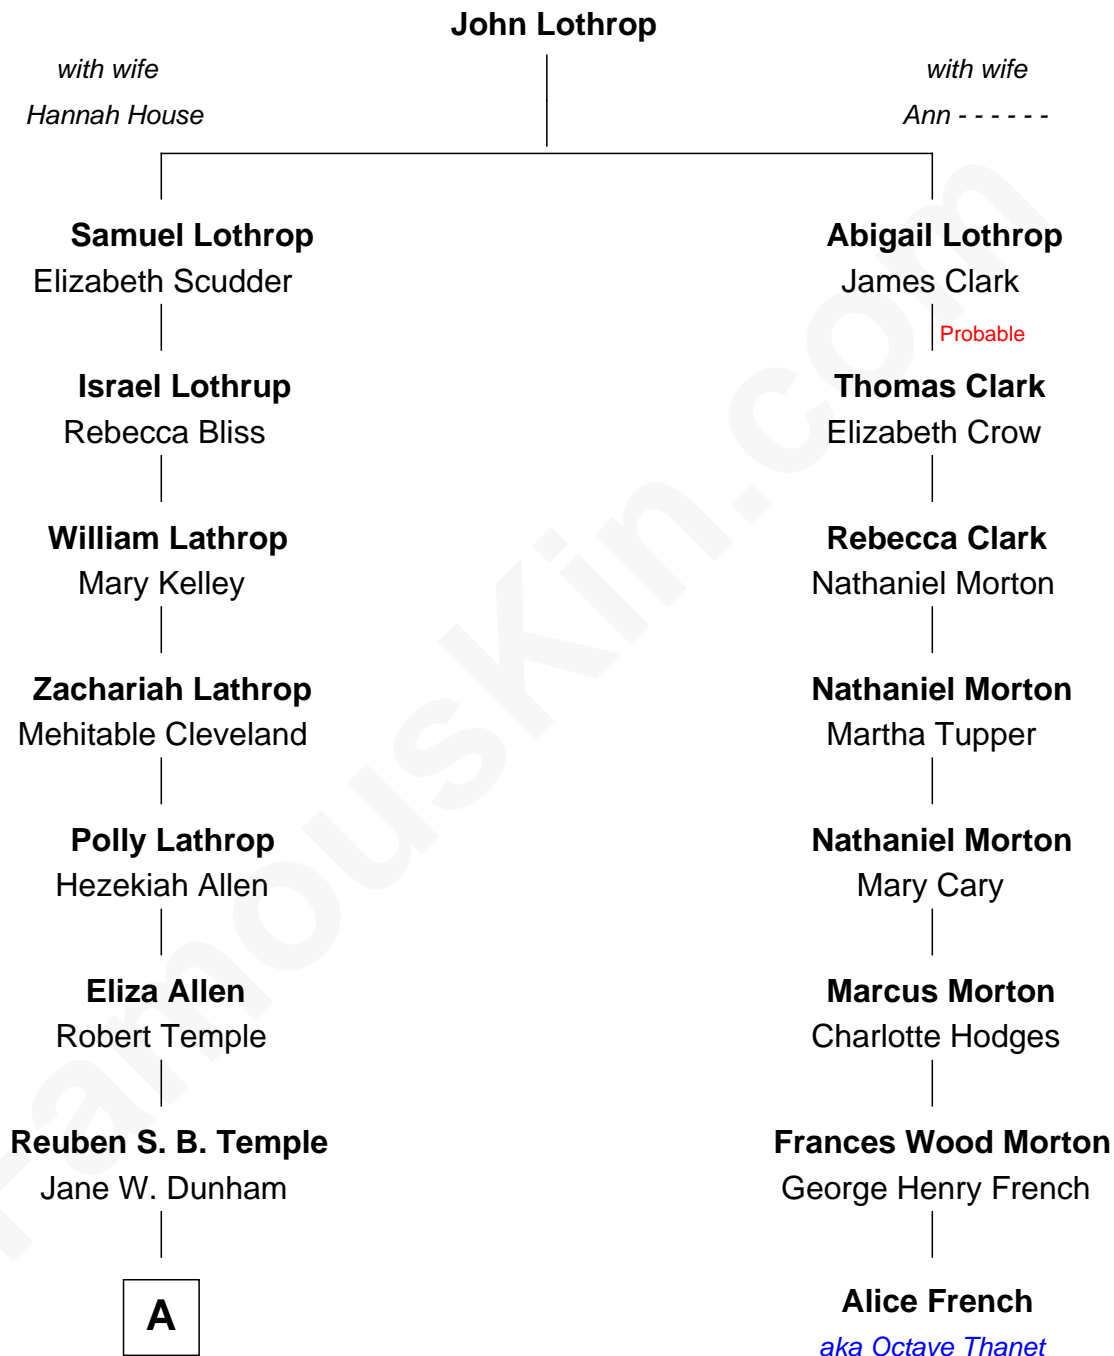 John Lothrop
with wife
Hannah House
with wife
Ann - - - - - -
Samuel Lothrop
Elizabeth Scudder
Abigail Lothrop
James Clark
Probable
Israel Lothrup
Rebecca Bliss
Thomas Clark
Elizabeth Crow
William Lathrop
Mary Kelley
Rebecca Clark
Nathaniel Morton
Zachariah Lathrop
Mehitable Cleveland
Nathaniel Morton
Martha Tupper
Polly Lathrop
Hezekiah Allen
Nathaniel Morton
Mary Cary
Eliza Allen
Robert Temple
Marcus Morton
Charlotte Hodges
Reuben S. B. Temple
Jane W. Dunham
Frances Wood Morton
George Henry French
A
Alice French
aka Octave Thanet
FamousKin.com